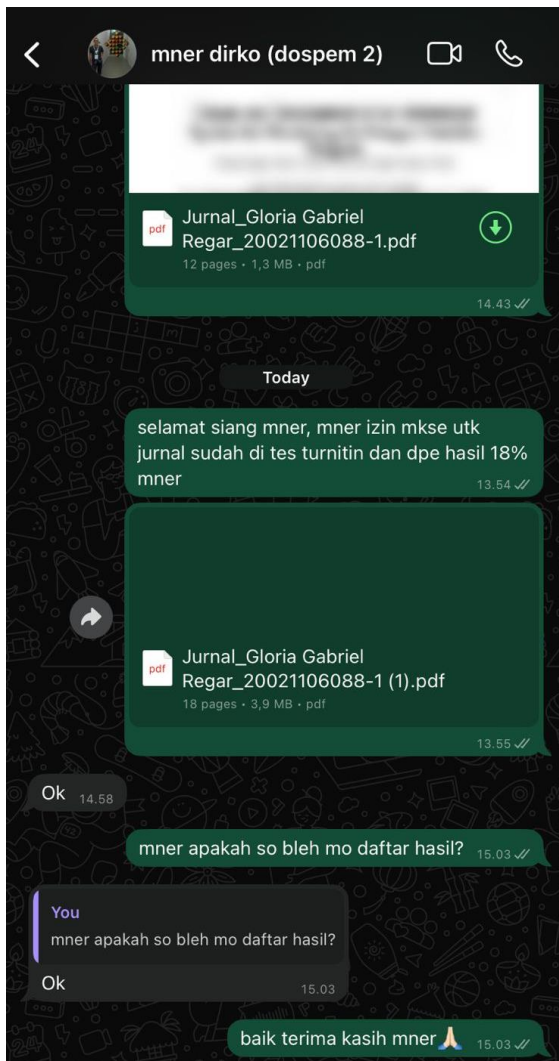 mner dirko (dospem 2)
pdf
Jurnal_Gloria Gabriel
Regar_20021106088-1.pdf
12 pages • 1,3 MB • pdf
14.43
Today
selamat siang mner, mner izin mkse utk
jurnal sudah di tes turnitin dan dpe hasil 18%
mner
13.54
pdf
Jurnal_Gloria Gabriel
Regar_20021106088-1 (1).pdf
18 pages • 3,9 MB • pdf
13.55
Ok 14.58
mner apakah so bleh mo daftar hasil? 15.03
You
mner apakah so bleh mo daftar hasil?
Ok
15.03
baik terima kasih mner🙏🏻 15.03